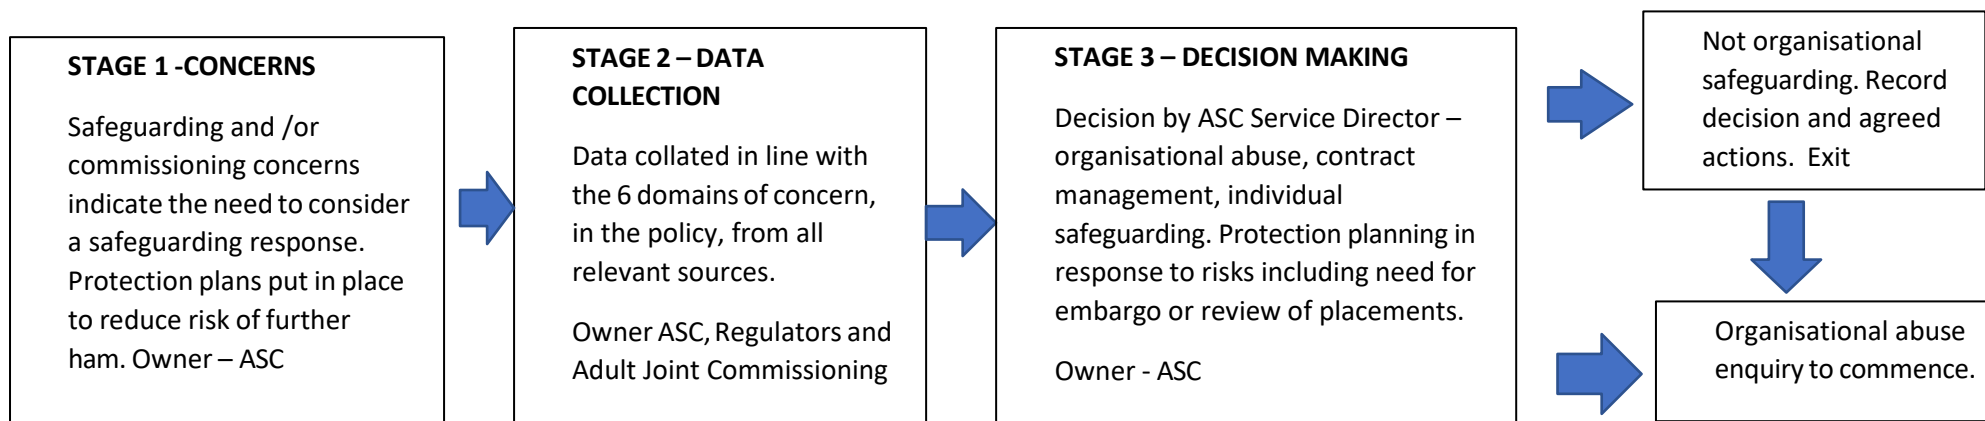 STAGE 1 -CONCERNS
Safeguarding and /or
commissioning concerns
indicate the need to consider
a safeguarding response.
Protection plans put in place
to reduce risk of further
ham. Owner – ASC
STAGE 2 – DATA
COLLECTION
Data collated in line with
the 6 domains of concern,
in the policy, from all
relevant sources.
Owner ASC, Regulators and
Adult Joint Commissioning
STAGE 3 – DECISION MAKING
Decision by ASC Service Director –
organisational abuse, contract
management, individual
safeguarding. Protection planning in
response to risks including need for
embargo or review of placements.
Owner - ASC
Not organisational
safeguarding. Record
decision and agreed
actions.  Exit
Organisational abuse
enquiry to commence.